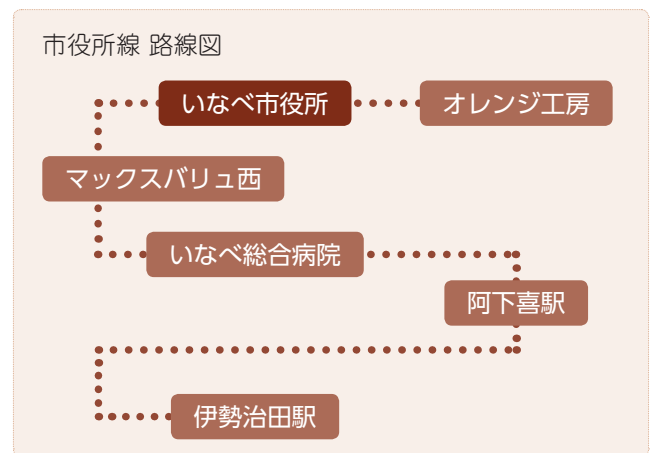 市役所線 路線図
いなべ市役所
オレンジ工房
マックスバリュ西
いなべ総合病院
阿下喜駅
伊勢治田駅